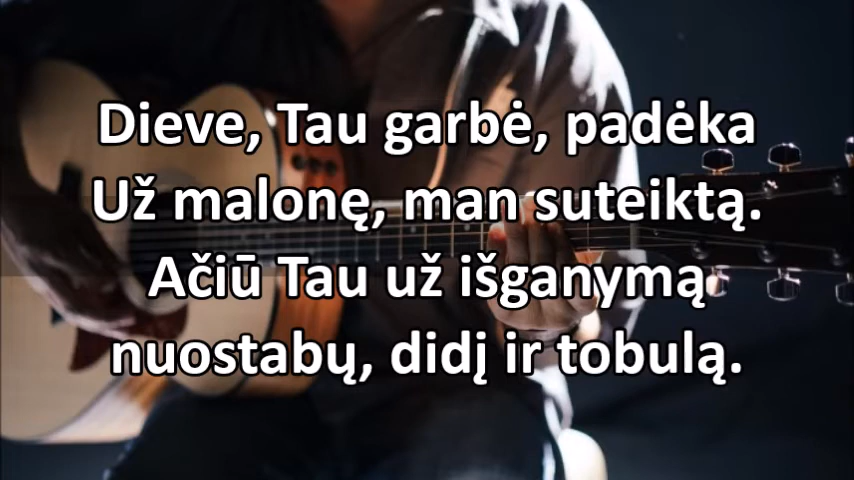 Dieve, Tau garbė, padėka
Už malonę, man suteiktą.
Ačiū Tau už išganymą
nuostabų, didį ir tobulą.